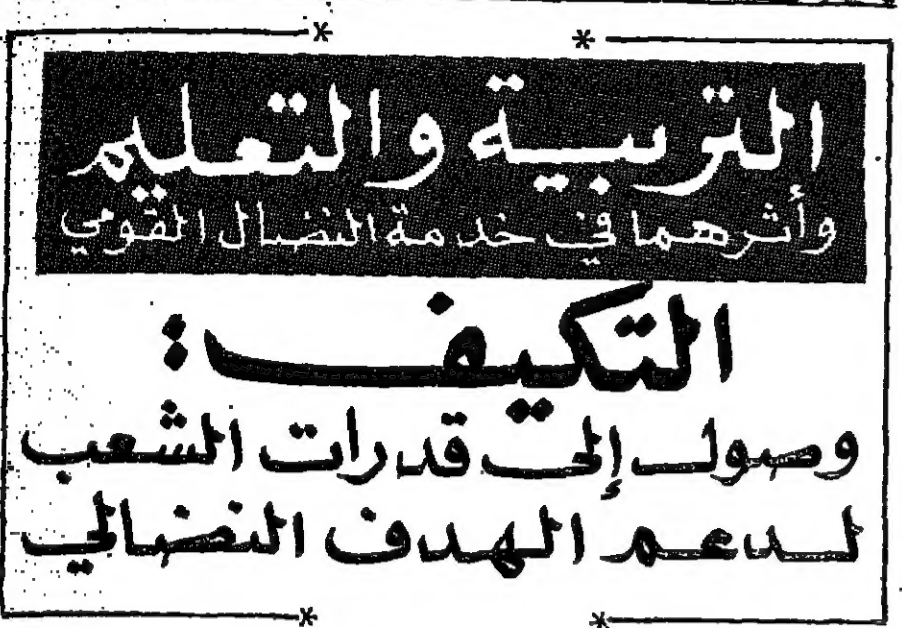 التربية والتعليم
وأثرهما في خدمة النضال القومي
التكيف :
وصول إلى قدرات الشعب
لدعم الهدف النضالي